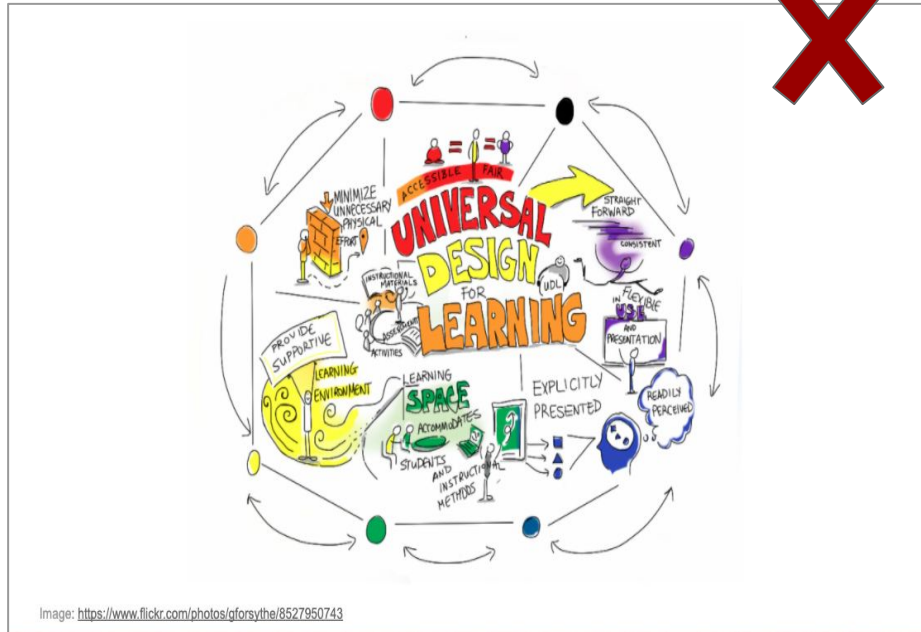 ACCESSIBLE FAIR
UNIVERSAL
DESIGN
FOR
LEARNING
UDL
MINIMIZE
UNNECESSARY
PHYSICAL
EFFORT
STRAIGHT
FORWARD
CONSISTENT
INSTRUCTIONAL
MATERIALS
ASSESSMENT
ACTIVITIES
IN FLEXIBLE
USE
AND
PRESENTATION
PROVIDE
SUPPORTIVE
LEARNING
ENVIRONMENT
LEARNING
SPACE
ACCOMMODATES
STUDENTS
AND
INSTRUCTIONAL
METHODS
EXPLICITLY
PRESENTED
READILY
PERCEIVED
Image: https://www.flickr.com/photos/gforsythe/8527950743